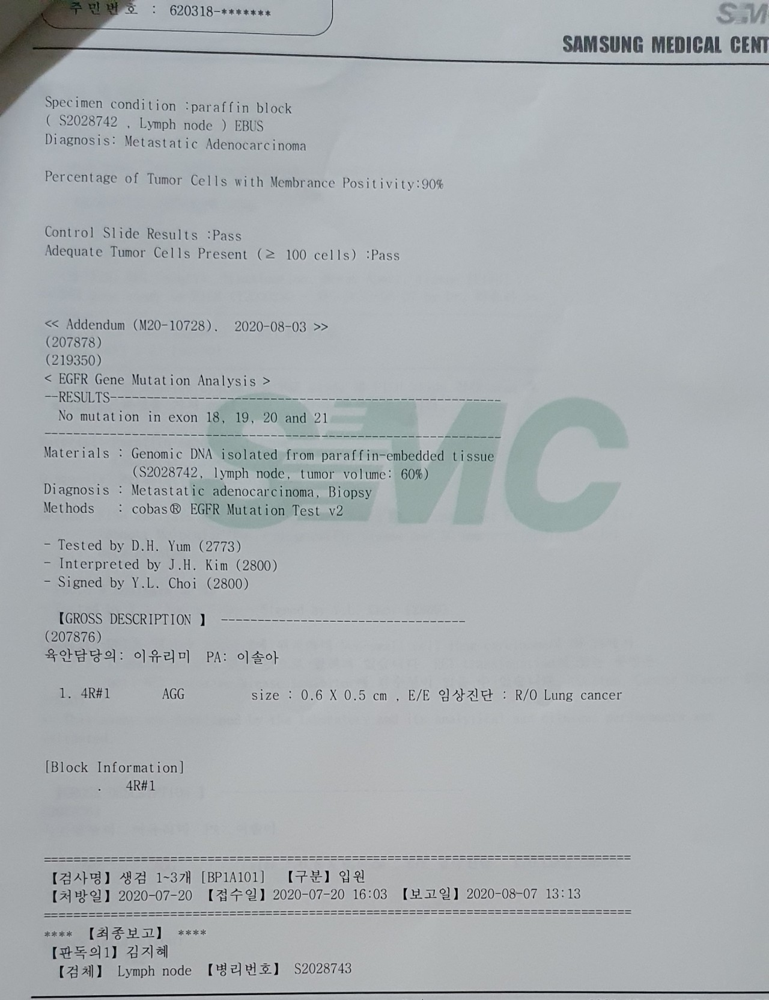 주 민 번 호 : 620318-*******
SMC
SAMSUNG MEDICAL CENT
Specimen condition :paraffin block
( S2028742 , Lymph node ) EBUS
Diagnosis: Metastatic Adenocarcinoma
Percentage of Tumor Cells with Membrance Positivity:90%
Control Slide Results :Pass
Adequate Tumor Cells Present (≥ 100 cells) :Pass
<< Addendum (M20-10728). 2020-08-03 >>
(207878)
(219350)
< EGFR Gene Mutation Analysis >
--RESULTS-----------------------------------------------------
No mutation in exon 18, 19, 20 and 21
--------------------------------------------------------------
Materials : Genomic DNA isolated from paraffin-embedded tissue
(S2028742, lymph node, tumor volume: 60%)
Diagnosis : Metastatic adenocarcinoma, Biopsy
Methods : cobas® EGFR Mutation Test v2
- Tested by D.H. Yum (2773)
- Interpreted by J.H. Kim (2800)
- Signed by Y.L. Choi (2800)
【GROSS DESCRIPTION 】 ----------------------------------
(207876)
육안담당의: 이유리미 PA: 이솔아
1. 4R#1 AGG size : 0.6 X 0.5 cm , E/E 임상진단 : R/O Lung cancer
[Block Information]
. 4R#1
================================================================================
【검사명】생검 1~3개 [BP1A101] 【구분】입원
【처방일】2020-07-20 【접수일】2020-07-20 16:03 【보고일】2020-08-07 13:13
================================================================================
**** 【최종보고】 ****
【판독의1】김지혜
【검체】 Lymph node 【병리번호】 S2028743